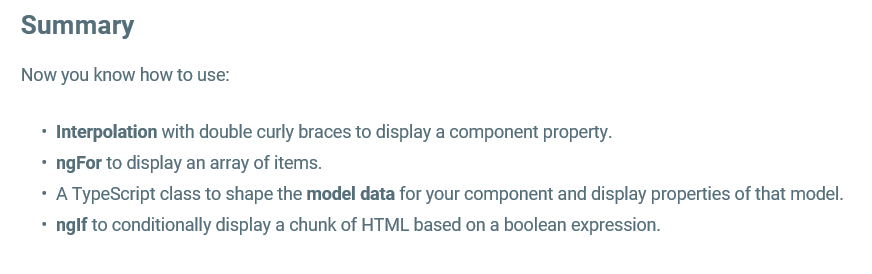 Summary
Now you know how to use:
• Interpolation with double curly braces to display a component property.
• ngFor to display an array of items.
• A TypeScript class to shape the model data for your component and display properties of that model.
• ngIf to conditionally display a chunk of HTML based on a boolean expression.